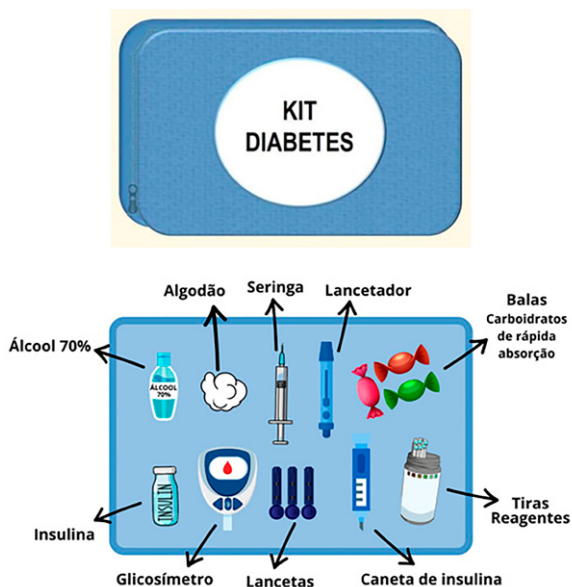 KIT
DIABETES
Algodão
Seringa
Lancetador
Balas
Carboidratos
de rápida
absorção
Álcool 70%
ÁLCOOL
70%
INSULIN
Insulina
Tiras
Reagentes
Glicosímetro
Lancetas
Caneta de insulina